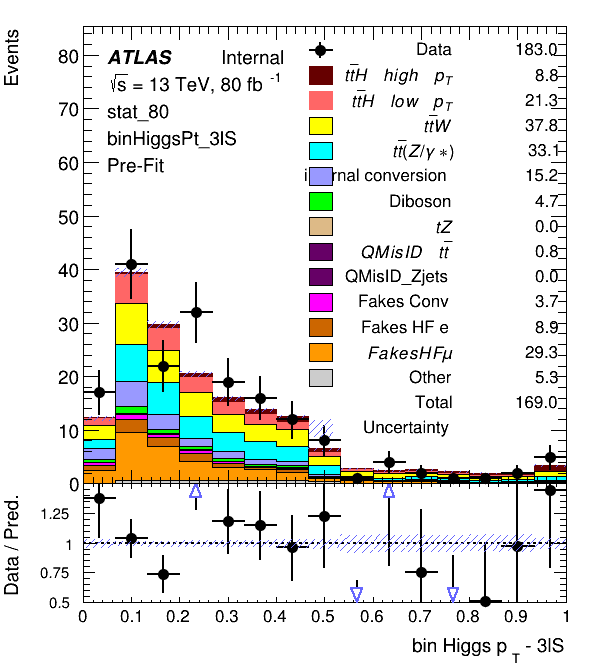 Events
ATLAS Internal
√s = 13 TeV, 80 fb -1
stat_80
binHiggsPt_3lS
Pre-Fit
Data 183.0
tt̄H high pT 8.8
tt̄H low pT 21.3
tt̄W 37.8
tt̄(Z/γ *) 33.1
internal conversion 15.2
Diboson 4.7
tZ 0.0
QMisID tt̄ 0.8
QMisID_Zjets 0.0
Fakes Conv 3.7
Fakes HF e 8.9
FakesHFμ 29.3
Other 5.3
Total 169.0
Uncertainty
80
70
60
50
40
30
20
10
0
Data / Pred.
1.25
1
0.75
0.5
0 0.1 0.2 0.3 0.4 0.5 0.6 0.7 0.8 0.9 1
bin Higgs p T - 3lS